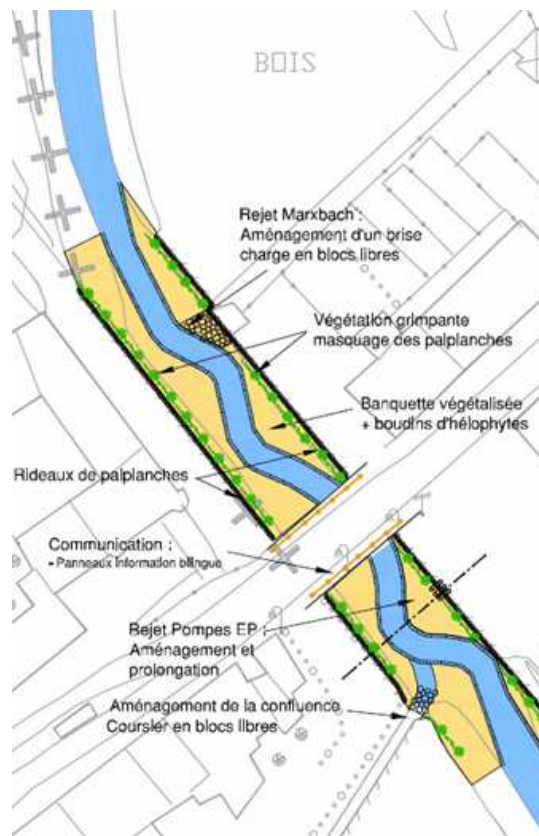 BOIS
Rejet Marxbach :
Aménagement d'un brise
charge en blocs libres
Végétation grimpante
masquage des palplanches
Banquette végétalisée
+ boudins d'hélophytes
Rideaux de palplanches
Communication :
- Panneaux information bilingue
Rejet Pompes EP :
Aménagement et
prolongation
Aménagement de la confluence
Coursier en blocs libres